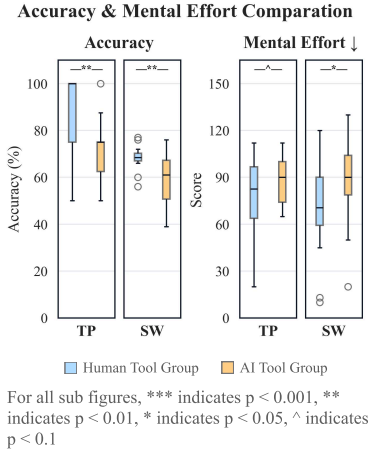 Accuracy & Mental Effort Comparison
Accuracy
Mental Effort ↓
Accuracy (%)
100
80
60
40
20
0
—**—
—**—
TP
SW
Score
150
120
90
60
30
0
—^—
—*—
TP
SW
Human Tool Group
AI Tool Group
For all sub figures, *** indicates p < 0.001, **
indicates p < 0.01, * indicates p < 0.05, ^ indicates
p < 0.1